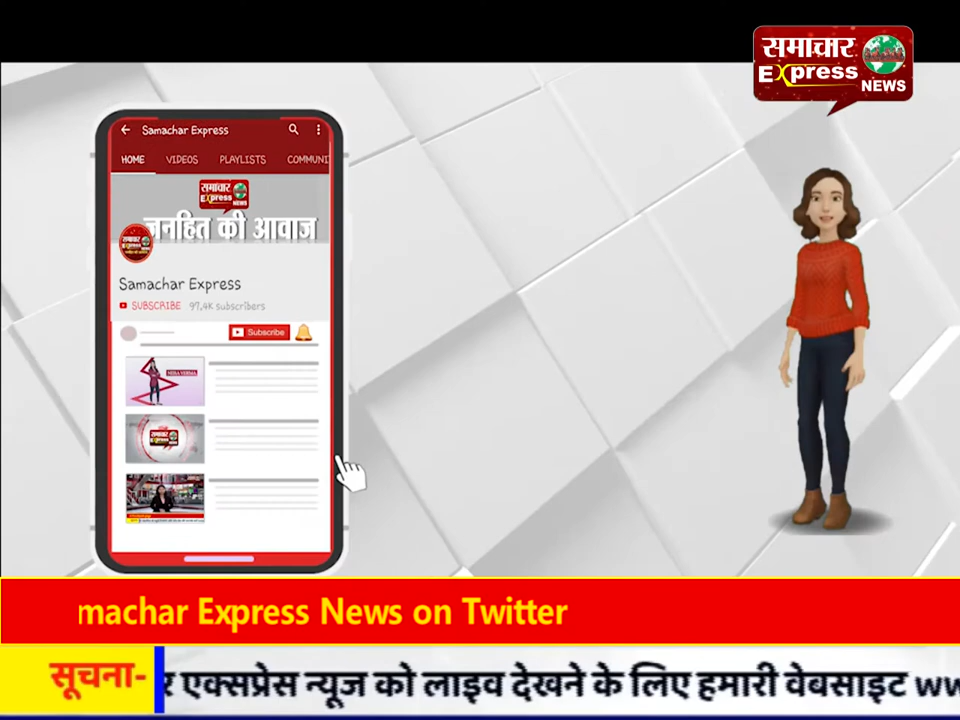 समाचार
Express
NEWS
Samachar Express
HOME VIDEOS PLAYLISTS COMMUNI
समाचार
Express
NEWS
जनहित की आवाज
Samachar Express
SUBSCRIBE 97.4K subscribers
Subscribe
समाचार
machar Express News on Twitter
सूचना- र एक्सप्रेस न्यूज को लाइव देखने के लिए हमारी वेबसाइट ww